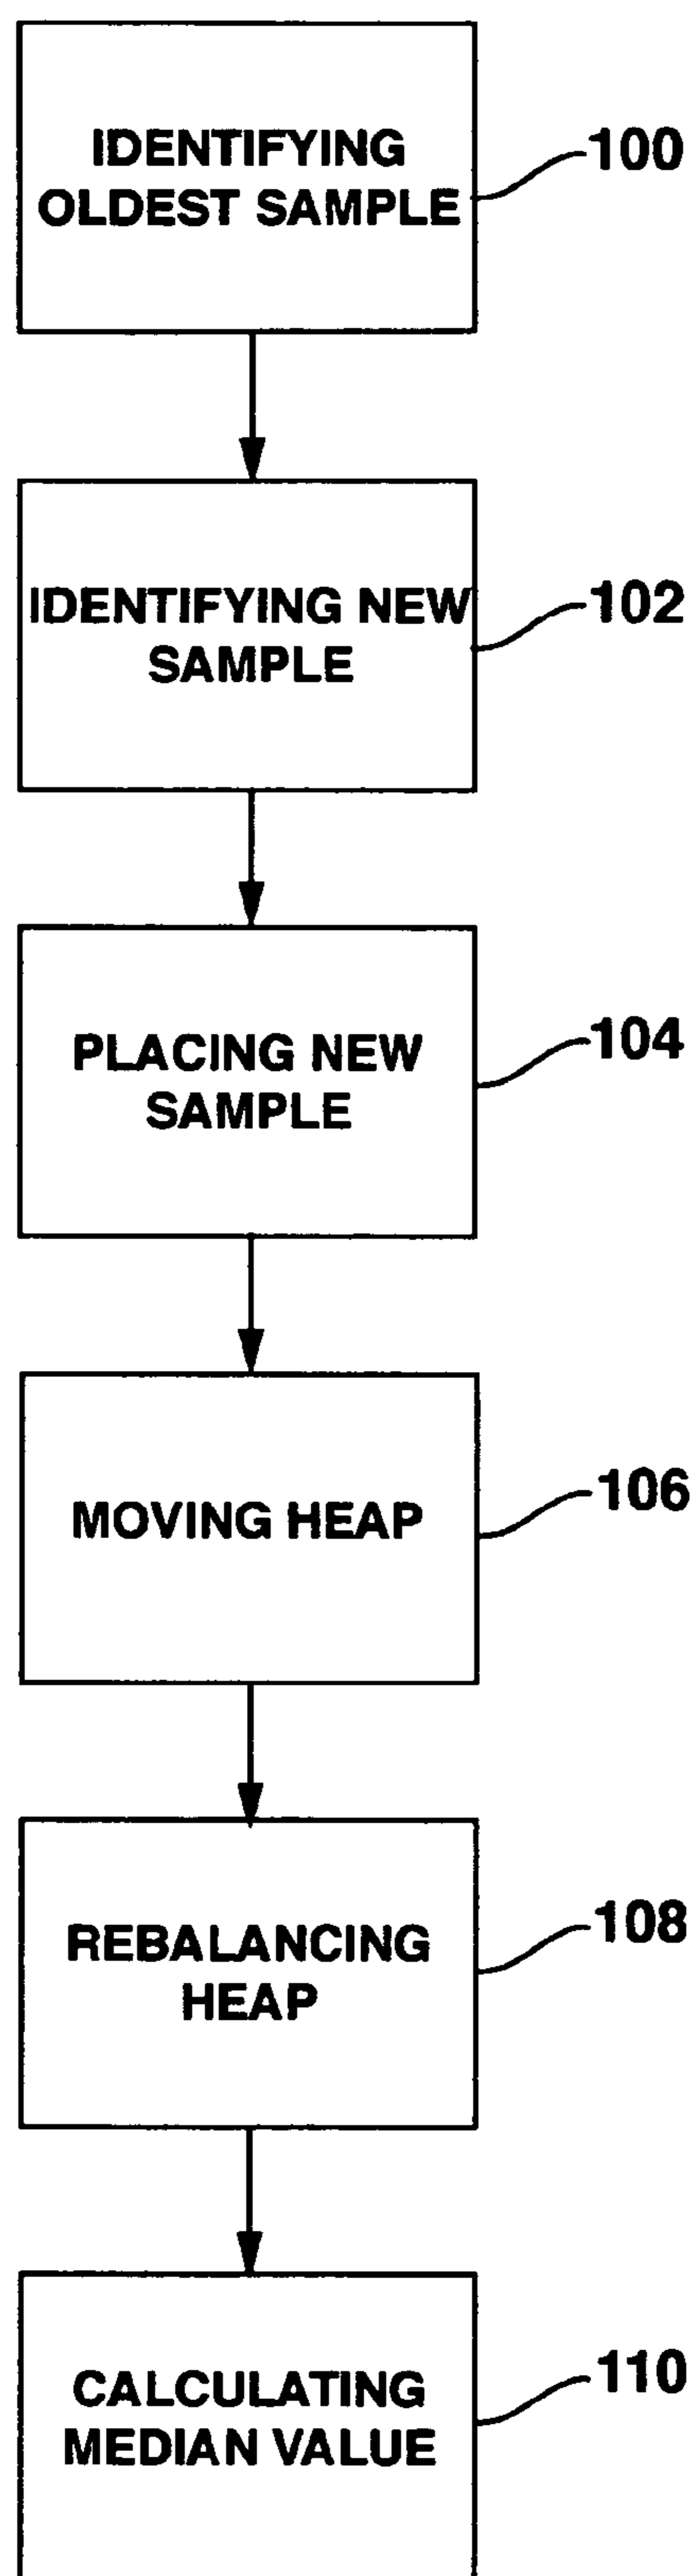 IDENTIFYING
OLDEST SAMPLE
100
IDENTIFYING NEW
SAMPLE
102
PLACING NEW
SAMPLE
104
MOVING HEAP
106
REBALANCING
HEAP
108
CALCULATING
MEDIAN VALUE
110